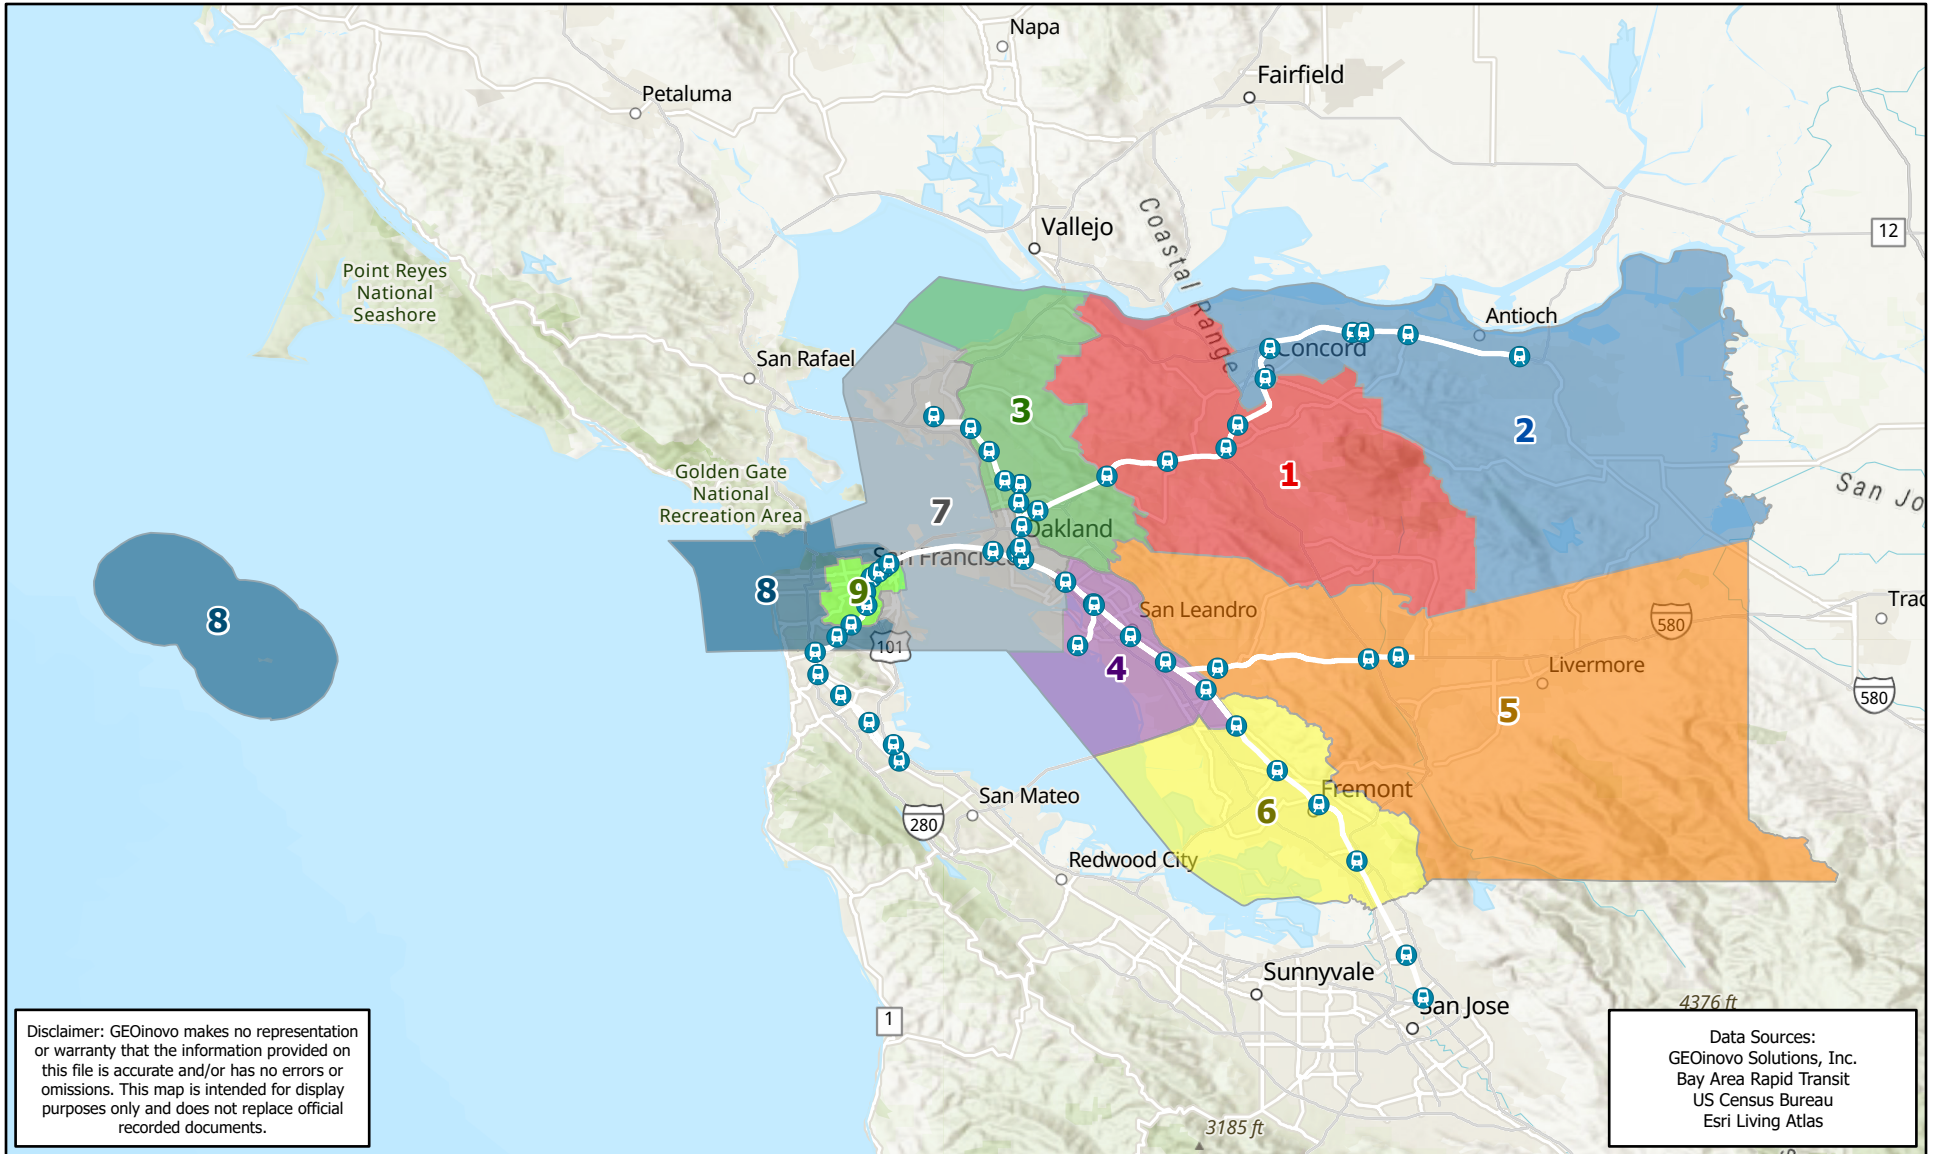 Napa
Fairfield
Petaluma
Vallejo
12
Coastal Range
Point Reyes
National
Seashore
San Rafael
Antioch
Concord
3
2
1
Golden Gate
National
Recreation Area
7
Oakland
San Francisco
San Jo
8
8
9
San Leandro
101
580
Trac
4
Livermore
580
5
San Mateo
280
Fremont
6
Redwood City
Sunnyvale
San Jose
4376 ft
1
3185 ft
Disclaimer: GEOinovo makes no representation
or warranty that the information provided on
this file is accurate and/or has no errors or
omissions. This map is intended for display
purposes only and does not replace official
recorded documents.
Data Sources:
GEOinovo Solutions, Inc.
Bay Area Rapid Transit
US Census Bureau
Esri Living Atlas